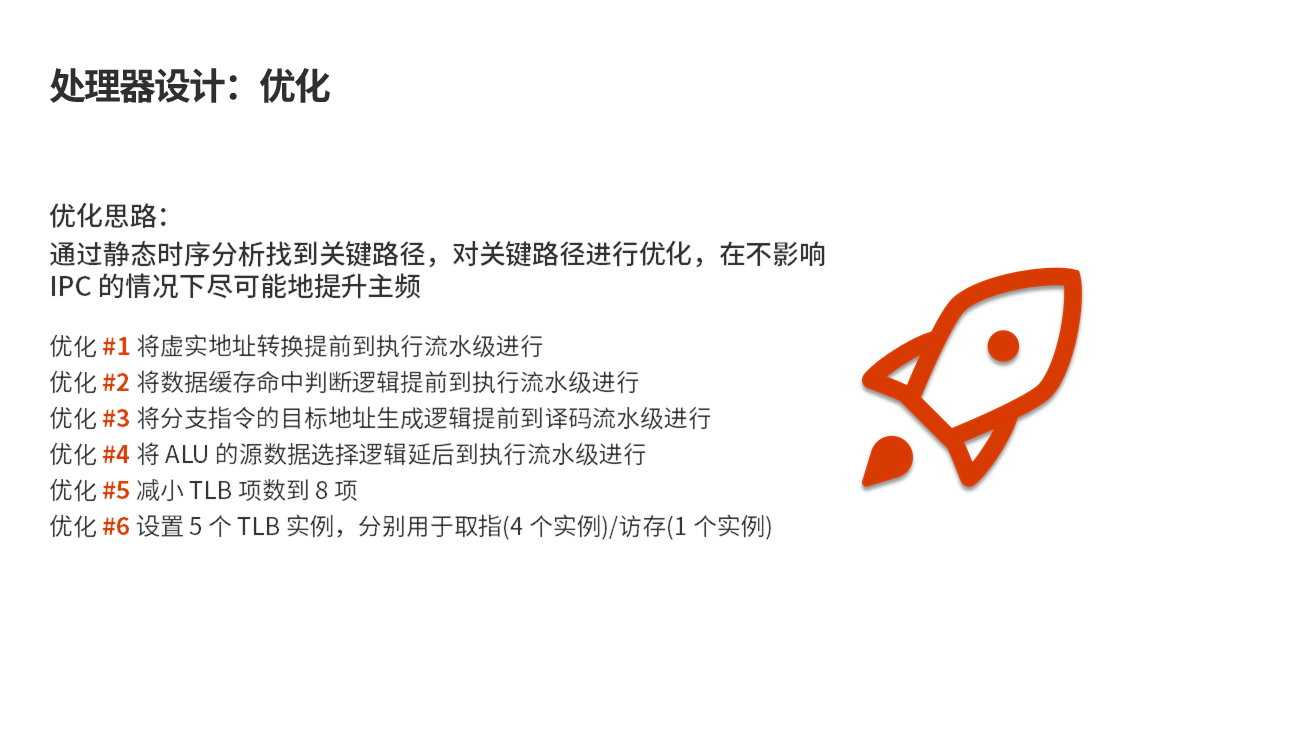 处理器设计：优化
优化思路：
通过静态时序分析找到关键路径，对关键路径进行优化，在不影响
IPC 的情况下尽可能地提升主频
优化 #1 将虚实地址转换提前到执行流水级进行
优化 #2 将数据缓存命中判断逻辑提前到执行流水级进行
优化 #3 将分支指令的目标地址生成逻辑提前到译码流水级进行
优化 #4 将 ALU 的源数据选择逻辑延后到执行流水级进行
优化 #5 减小 TLB 项数到 8 项
优化 #6 设置 5 个 TLB 实例，分别用于取指(4 个实例)/访存(1 个实例)